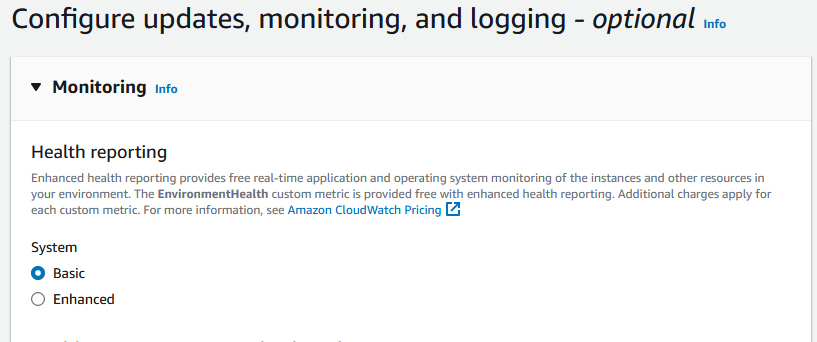 Configure updates, monitoring, and logging - optional Info
Monitoring Info
Health reporting
Enhanced health reporting provides free real-time application and operating system monitoring of the instances and other resources in
your environment. The EnvironmentHealth custom metric is provided free with enhanced health reporting. Additional charges apply for
each custom metric. For more information, see Amazon CloudWatch Pricing
System
Basic
Enhanced